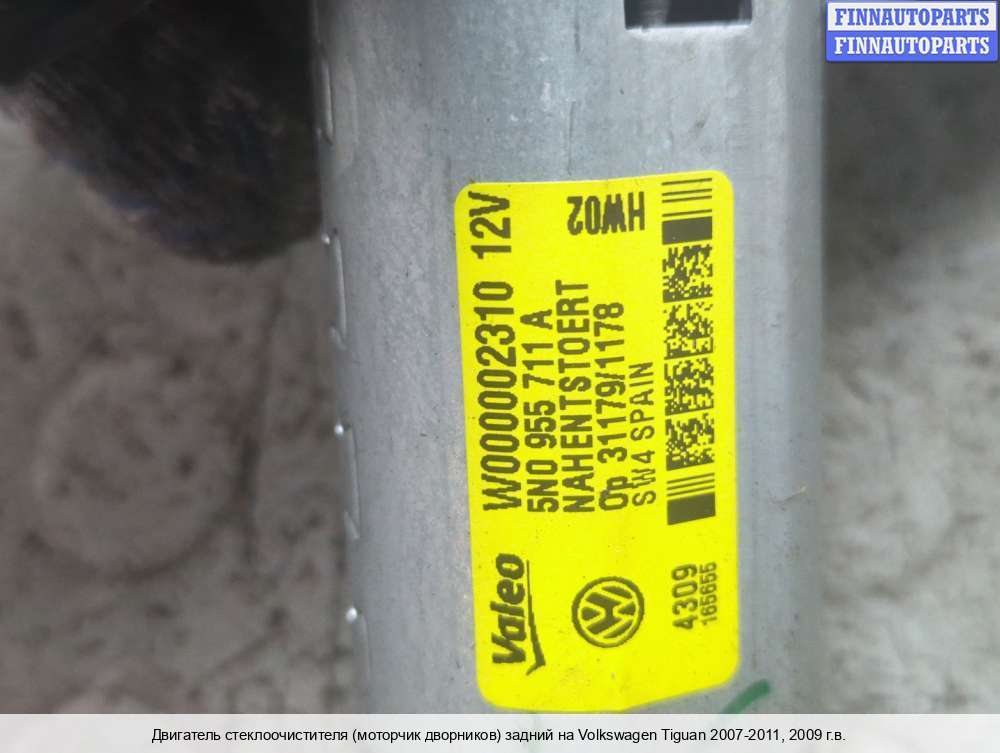 FINNAUTOPARTS
FINNAUTOPARTS
W000002310 12V
5N0 955 711 A
NAHENTSTOERT
Op 31179/1178
SW4 SPAIN
HW02
Valeo
4309
165655
Двигатель стеклоочистителя (моторчик дворников) задний на Volkswagen Tiguan 2007-2011, 2009 г.в.